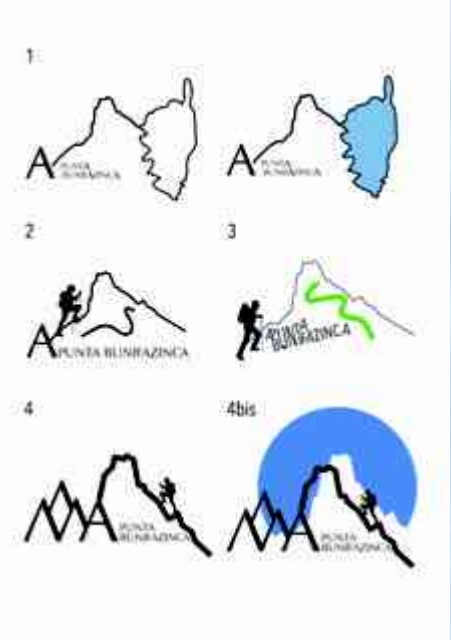 1
A PUNTA
BUNIFAZINCA
A PUNTA
BUNIFAZINCA
2
A PUNTA BUNIFAZINCA
3
A PUNTA
BUNIFAZINCA
4
A PUNTA
BUNIFAZINCA
4bis
A PUNTA
BUNIFAZINCA